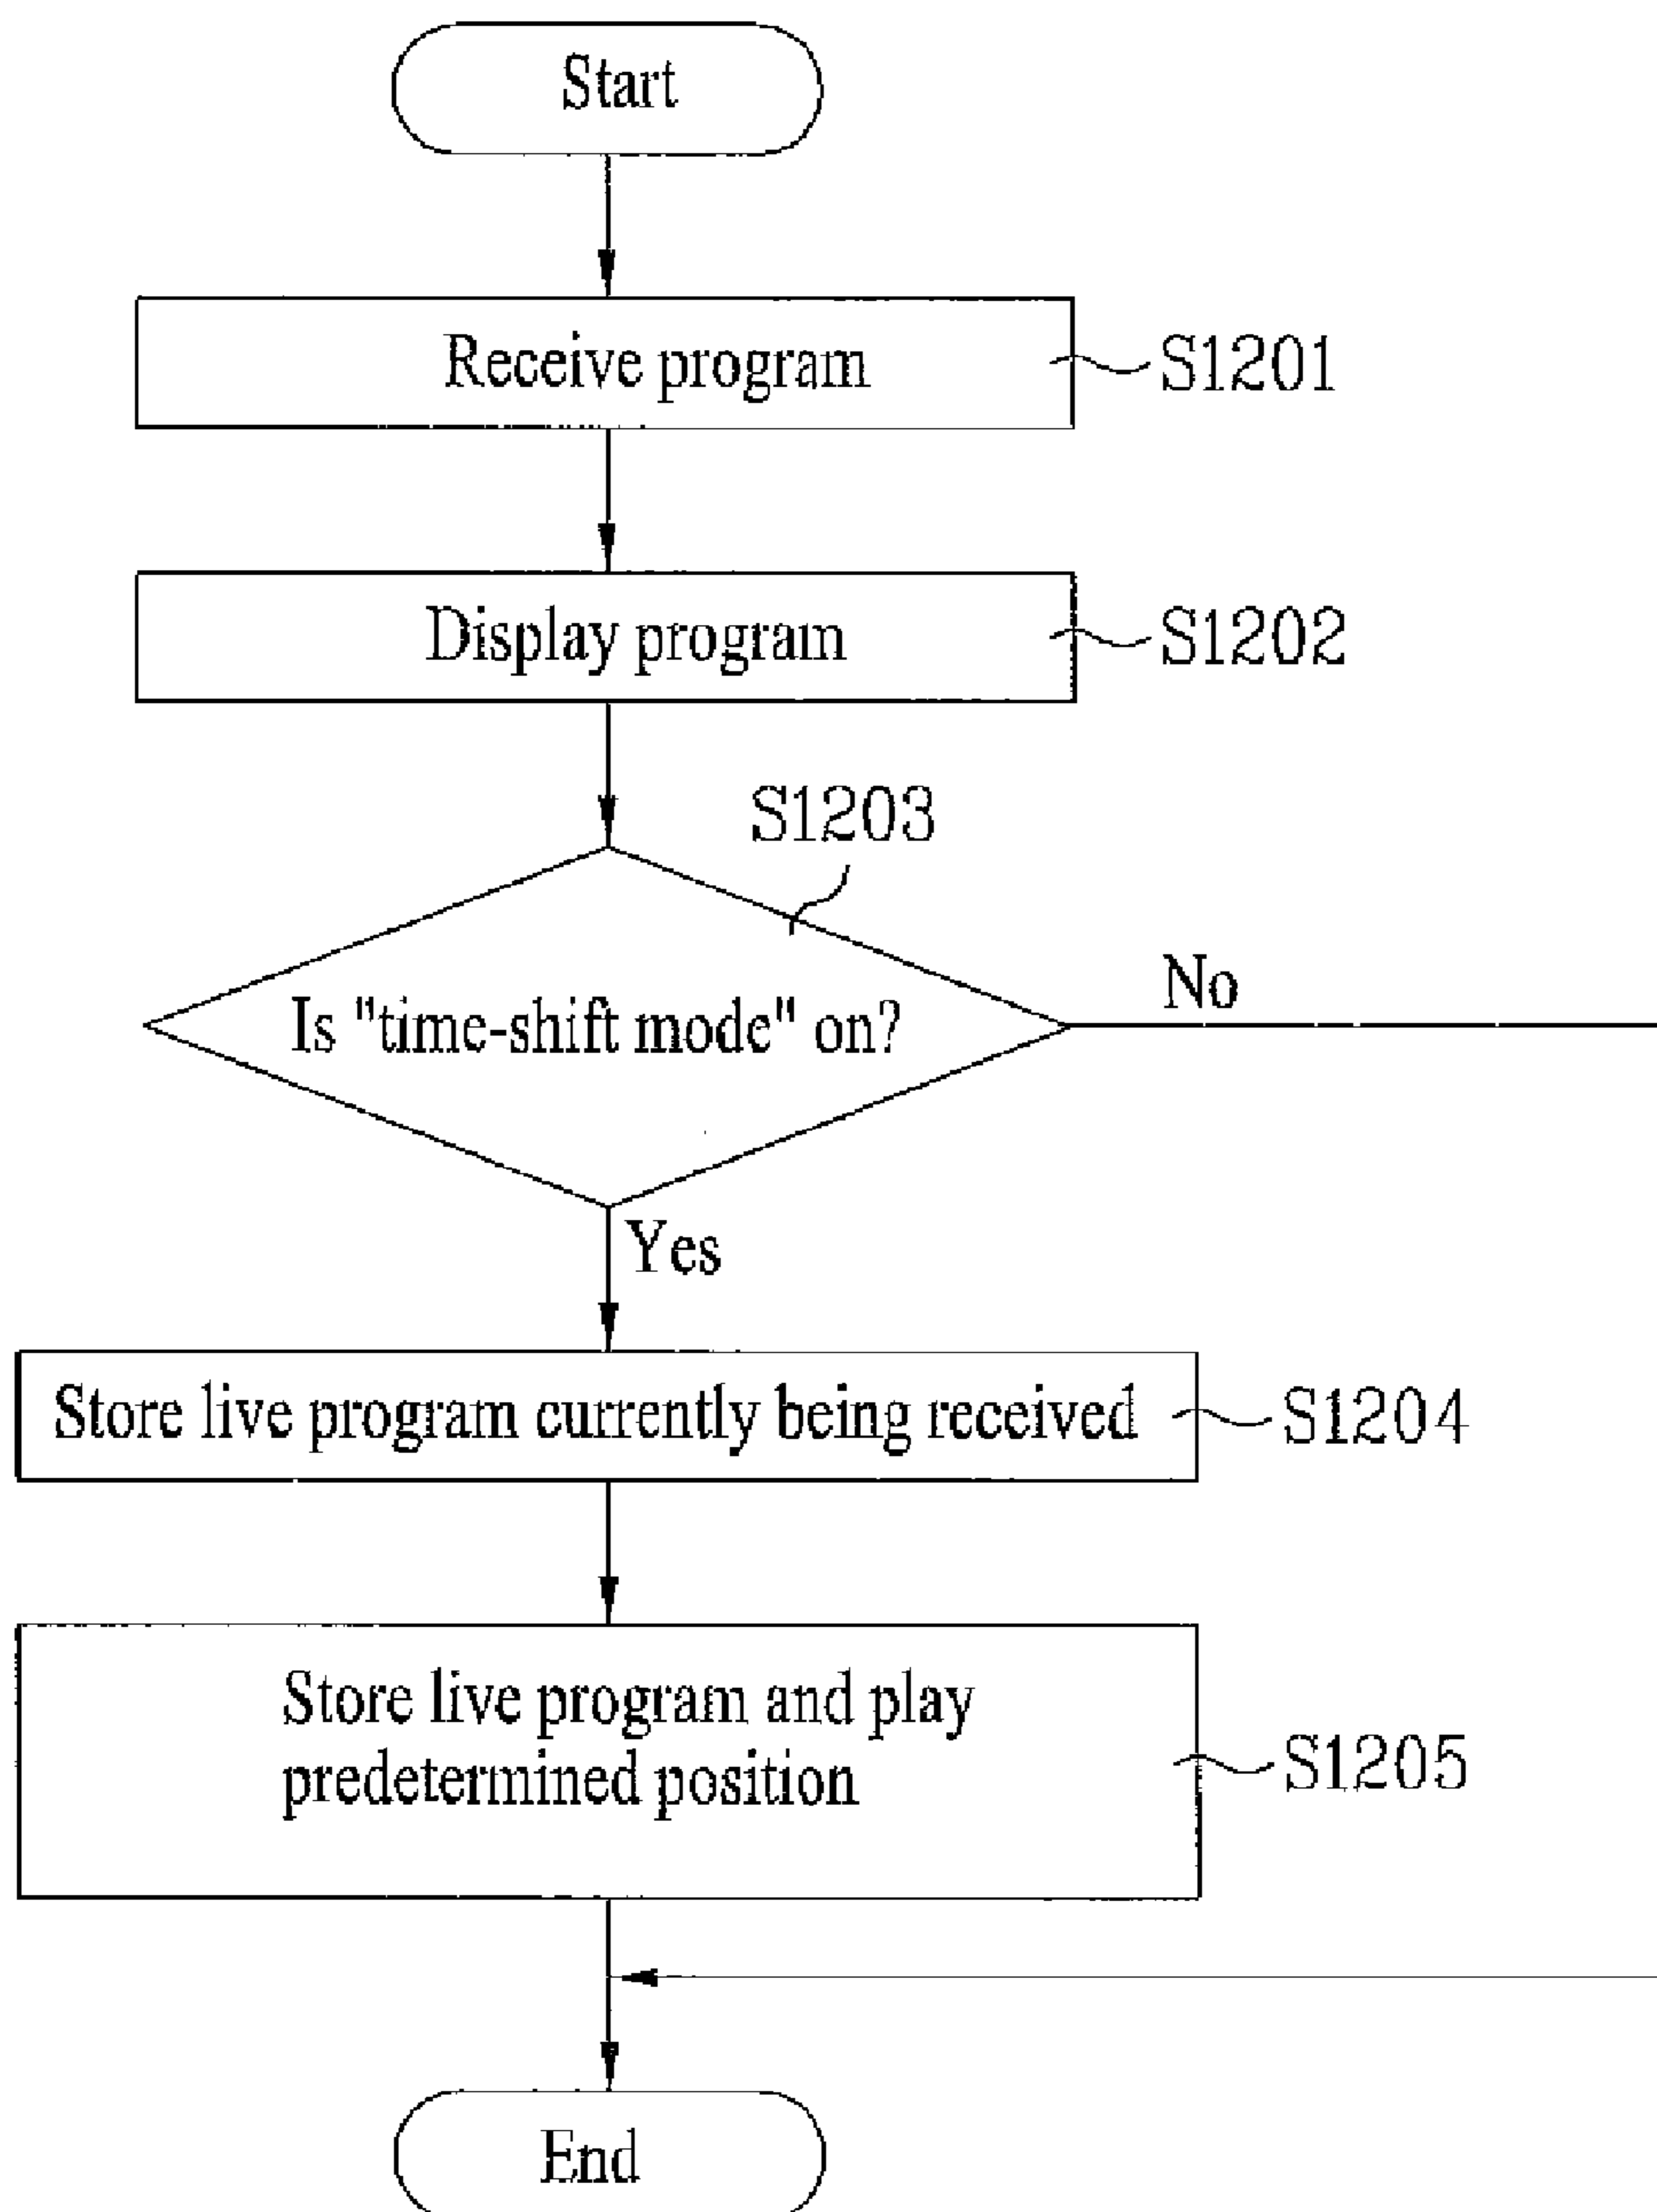 Start
Receive program
S1201
Display program
S1202
S1203
Is "time-shift mode" on?
No
Yes
Store live program currently being received
S1204
Store live program and play
predetermined position
S1205
End